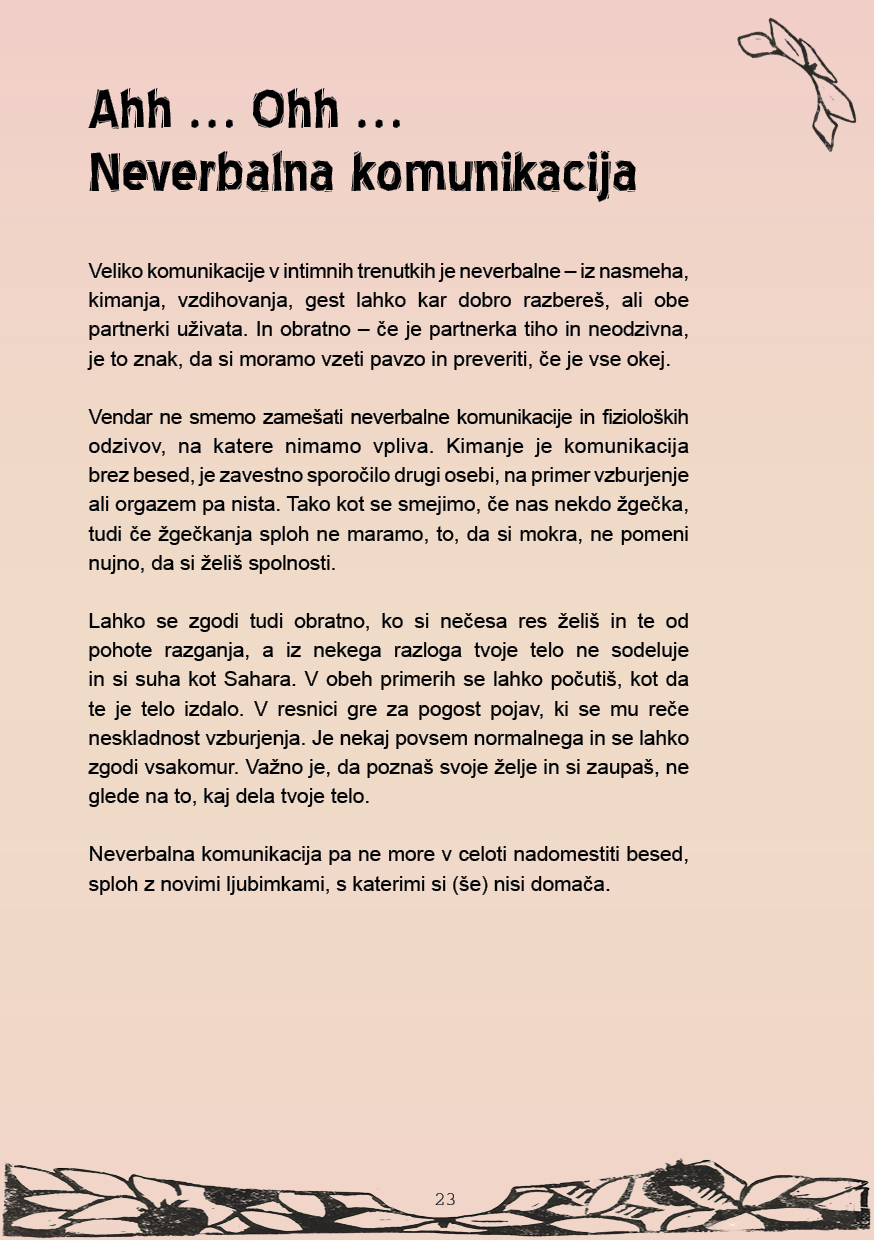 Ahh ... Ohh ...
Neverbalna komunikacija
Veliko komunikacije v intimnih trenutkih je neverbalne – iz nasmeha,
kimanja, vzdihovanja, gest lahko kar dobro razbereš, ali obe
partnerki uživata. In obratno – če je partnerka tiho in neodzivna,
je to znak, da si moramo vzeti pavzo in preveriti, če je vse okej.
Vendar ne smemo zamešati neverbalne komunikacije in fizioloških
odzivov, na katere nimamo vpliva. Kimanje je komunikacija
brez besed, je zavestno sporočilo drugi osebi, na primer vzburjenje
ali orgazem pa nista. Tako kot se smejimo, če nas nekdo žgečka,
tudi če žgečkanja sploh ne maramo, to, da si mokra, ne pomeni
nujno, da si želiš spolnosti.
Lahko se zgodi tudi obratno, ko si nečesa res želiš in te od
pohote razganja, a iz nekega razloga tvoje telo ne sodeluje
in si suha kot Sahara. V obeh primerih se lahko počutiš, kot da
te je telo izdalo. V resnici gre za pogost pojav, ki se mu reče
neskladnost vzburjenja. Je nekaj povsem normalnega in se lahko
zgodi vsakomur. Važno je, da poznaš svoje želje in si zaupaš, ne
glede na to, kaj dela tvoje telo.
Neverbalna komunikacija pa ne more v celoti nadomestiti besed,
sploh z novimi ljubimkami, s katerimi si (še) nisi domača.
23